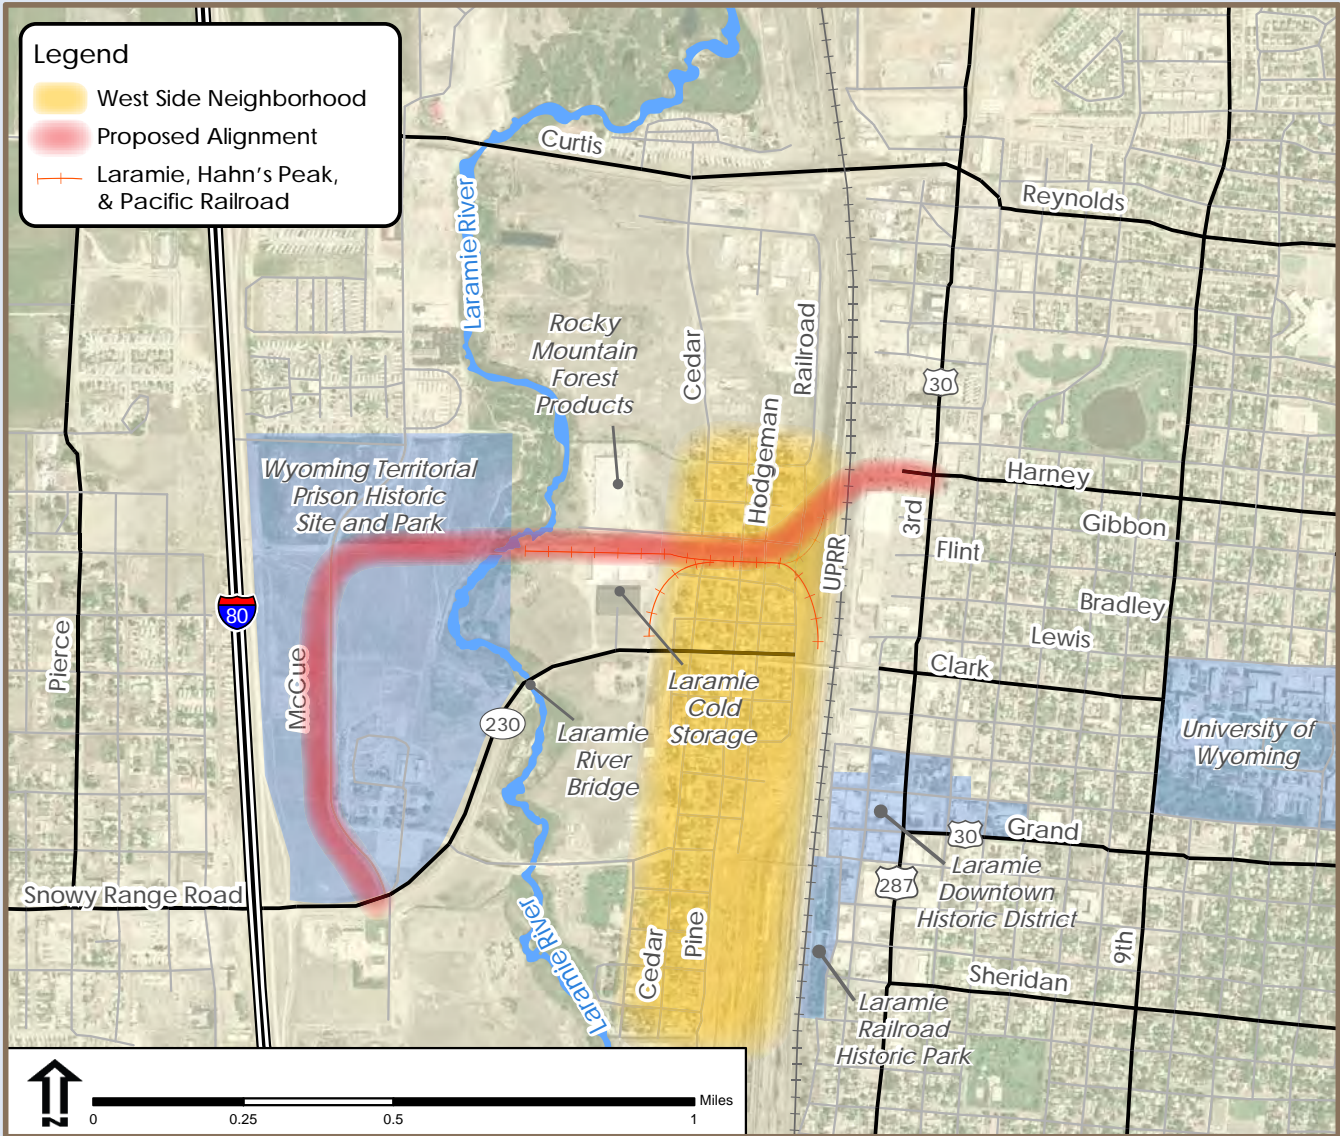 Legend
West Side Neighborhood
Proposed Alignment
Laramie, Hahn's Peak,
& Pacific Railroad
Curtis
Reynolds
Laramie River
Rocky
Mountain
Forest
Products
Cedar
Railroad
Hodgeman
30
Wyoming Territorial
Prison Historic
Site and Park
Harney
3rd
Gibbon
Flint
UPRR
80
Bradley
Lewis
Pierce
McCue
Clark
Laramie
Cold
Storage
230
Laramie
River
Bridge
University of
Wyoming
30
Grand
Laramie
Downtown
Historic District
287
Snowy Range Road
Laramie River
Cedar
Pine
9th
Sheridan
Laramie
Railroad
Historic Park
N
0
0.25
0.5
1
Miles